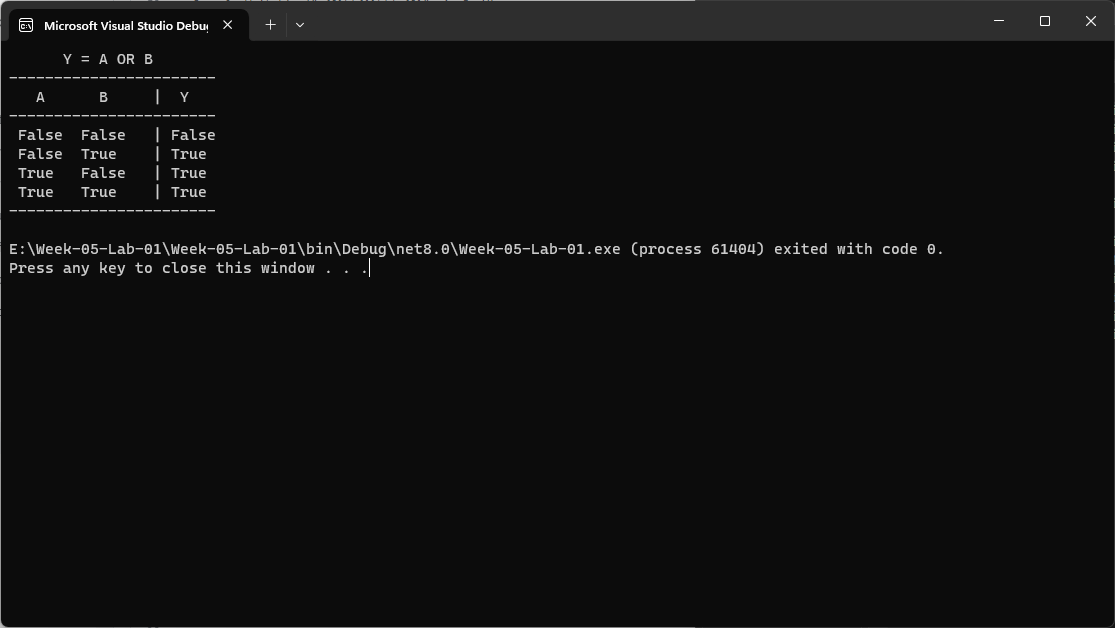 Microsoft Visual Studio Debug
Y = A OR B
-----------------------
A B | Y
-----------------------
False False | False
False True | True
True False | True
True True | True
-----------------------
E:\Week-05-Lab-01\Week-05-Lab-01\bin\Debug\net8.0\Week-05-Lab-01.exe (process 61404) exited with code 0.
Press any key to close this window . . .